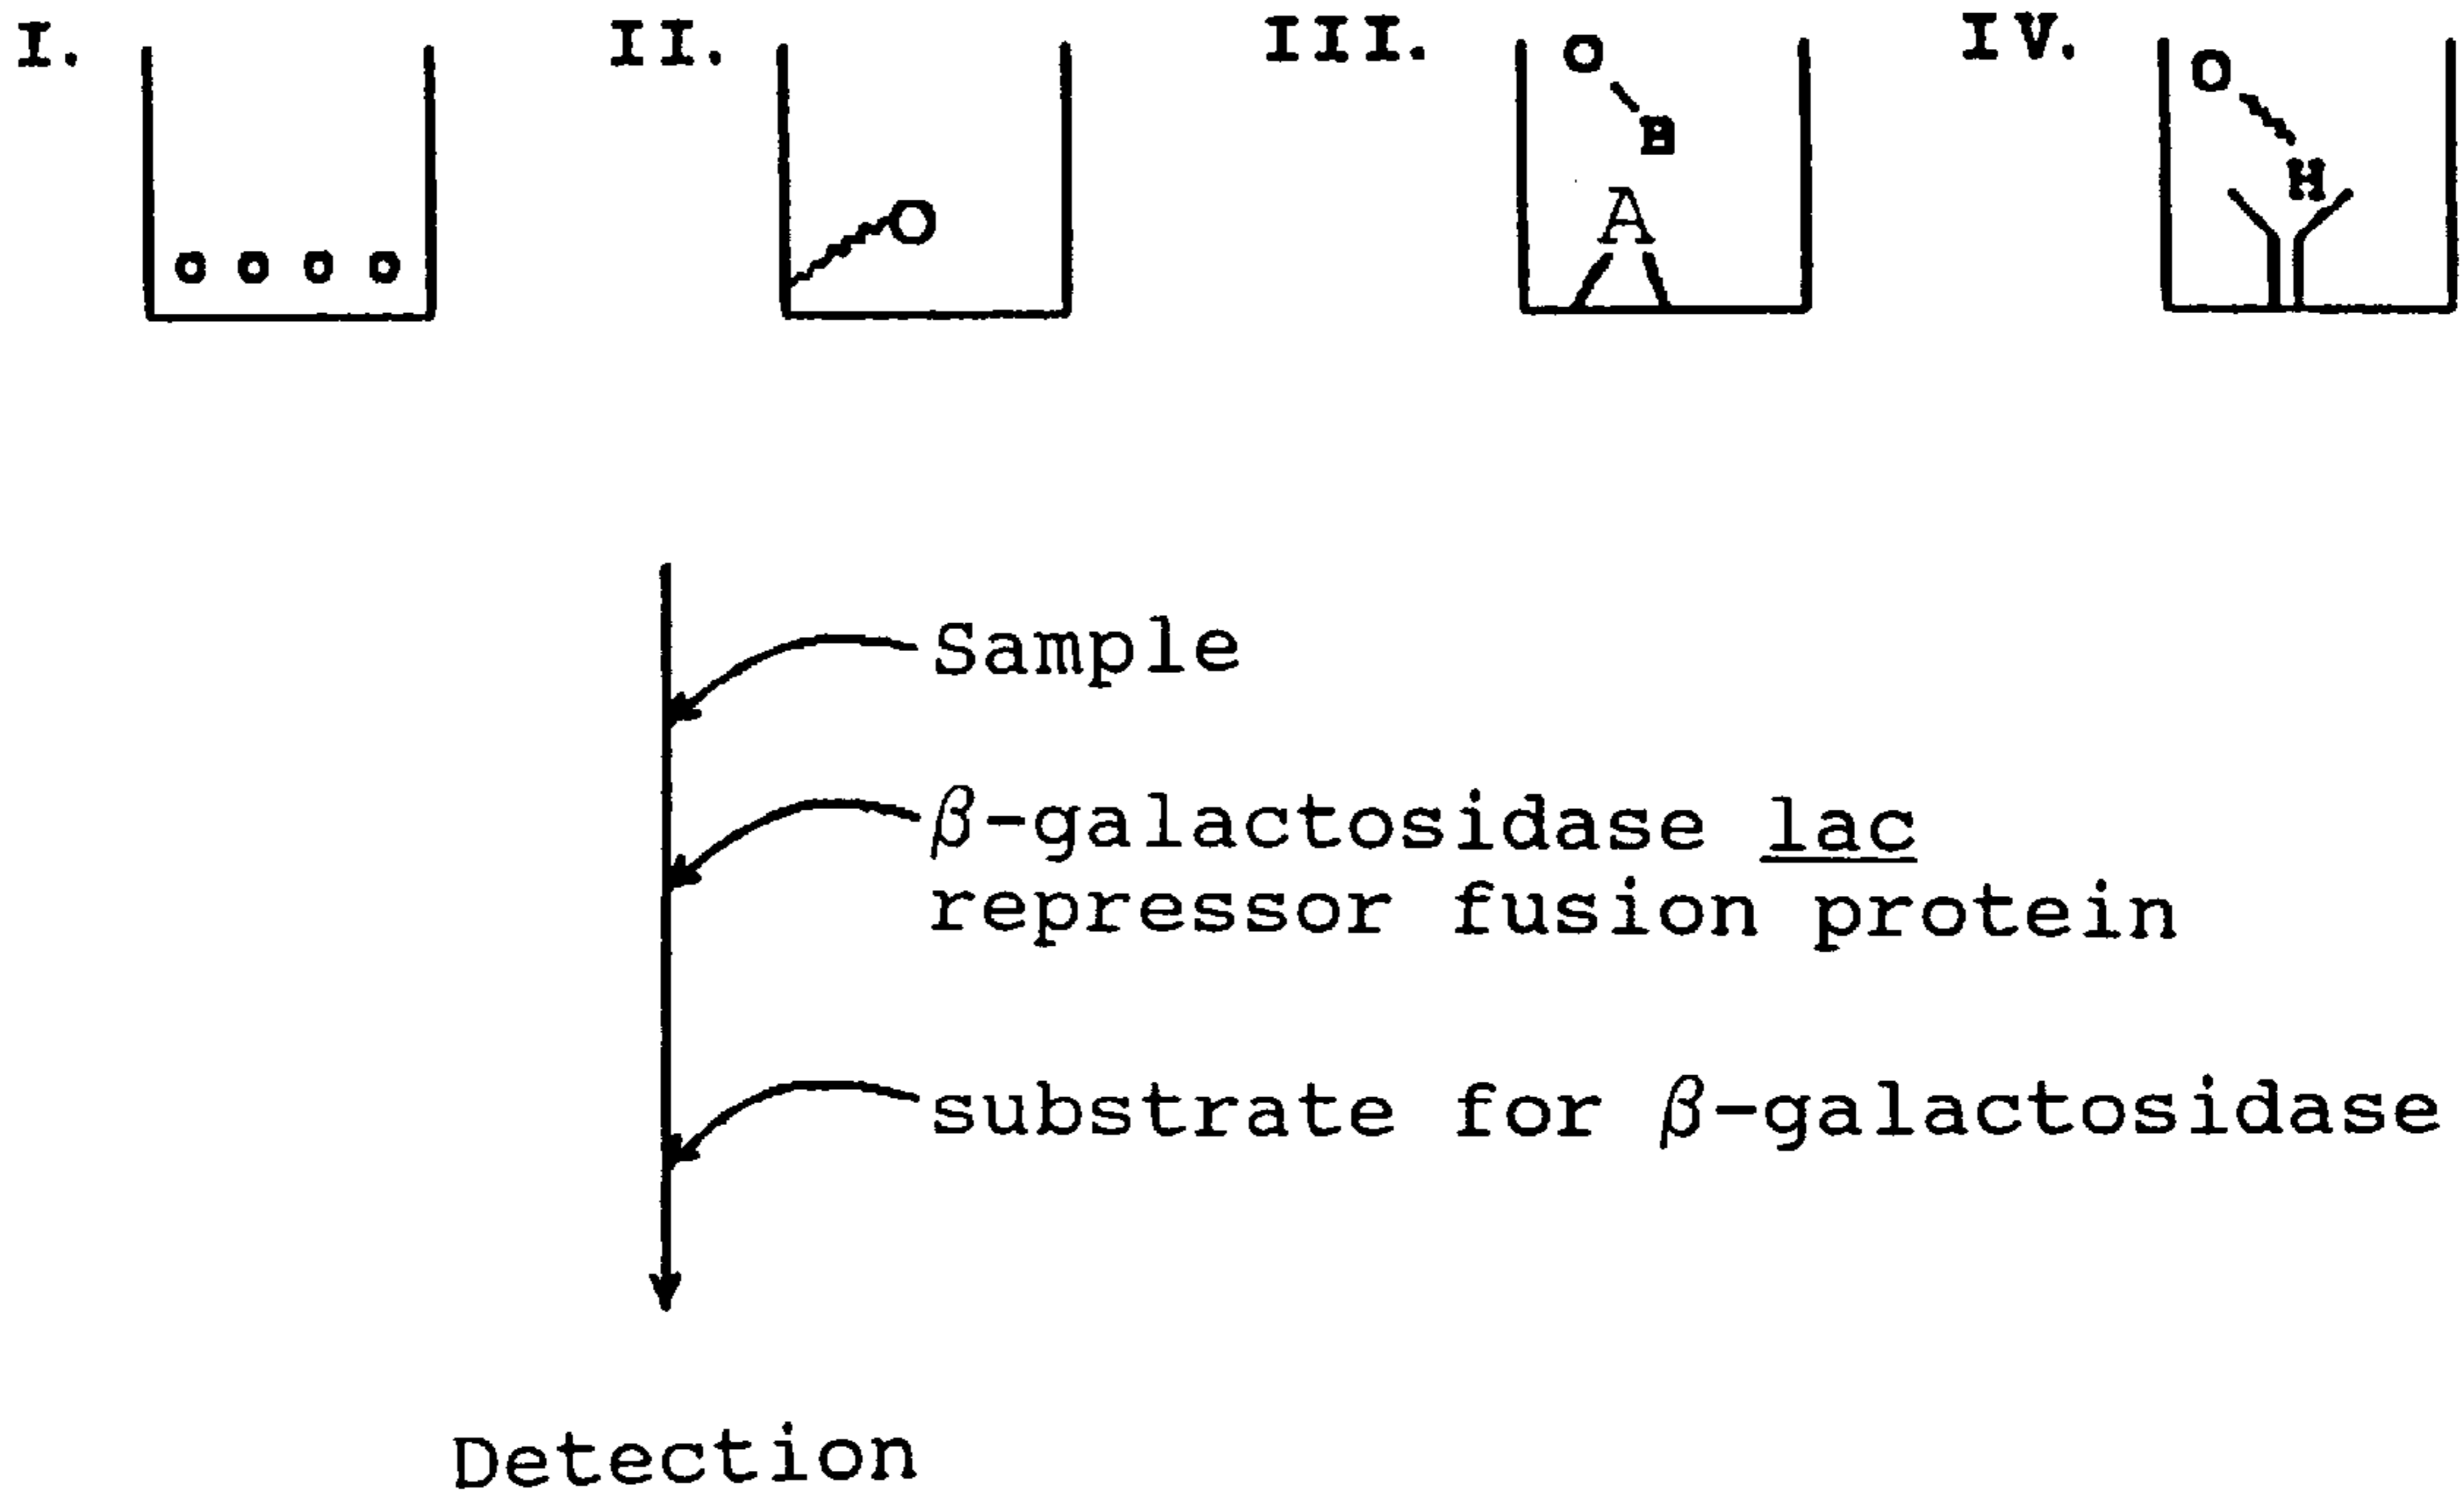 I. II. III. IV.
O O
B
H
A
O
o o o o
Sample
β-galactosidase lac
repressor fusion protein
substrate for β-galactosidase
Detection